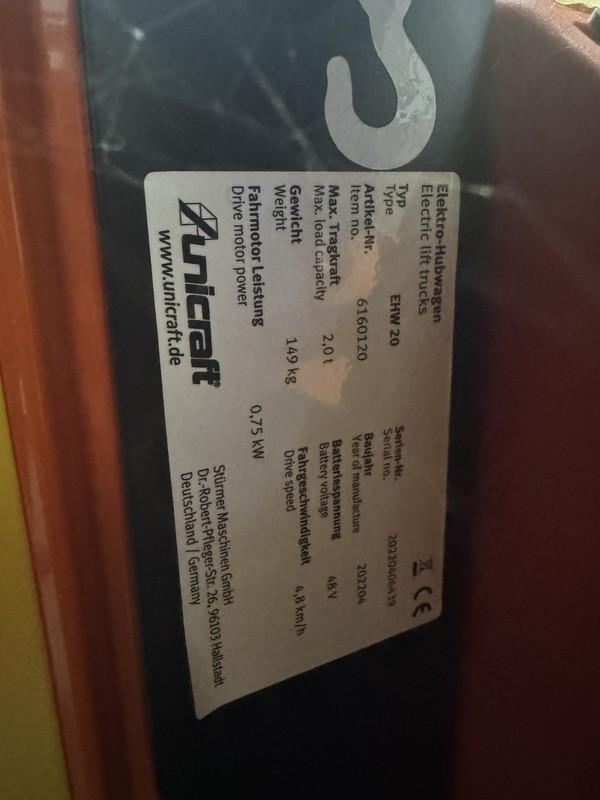 Elektro-Hubwagen
Electric lift trucks
Typ
Type
EHW 20
Serien-Nr.
Serial no.
20220406439
Artikel-Nr.
Item no.
6160120
Baujahr
Year of manufacture
202204
Max. Tragkraft
Max. load capacity
2,0 t
Batteriespannung
Battery voltage
48 V
Gewicht
Weight
149 kg
Fahrgeschwindigkeit
Drive speed
4,8 km/h
Fahrmotor Leistung
Drive motor power
0,75 kW
CE
unicraft®
www.unicraft.de
Stürmer Maschinen GmbH
Dr.-Robert-Pfleger-Str. 26, 96103 Hallstadt
Deutschland / Germany